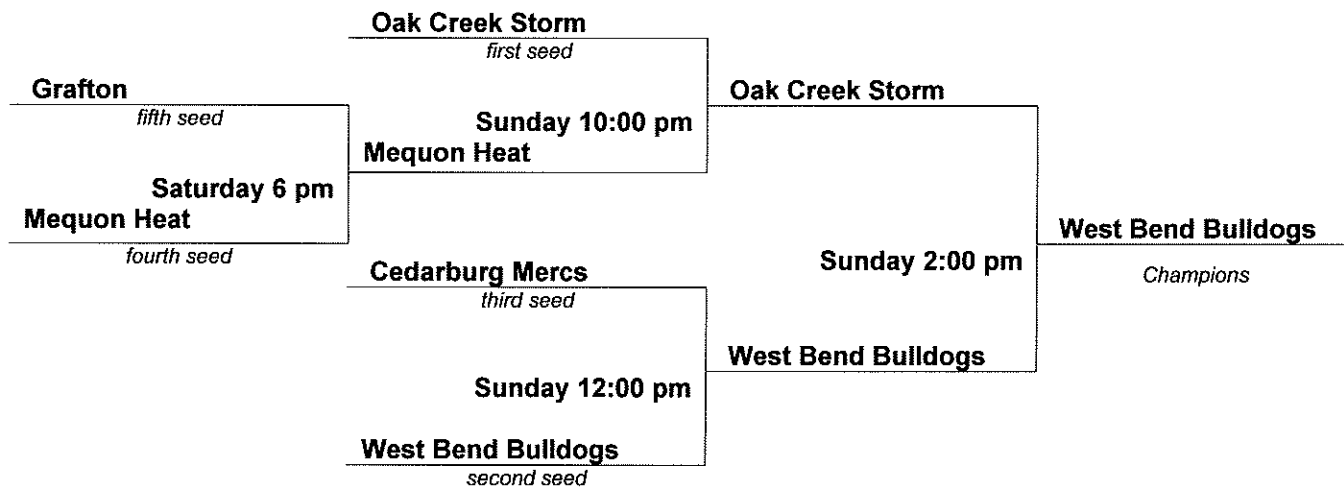 Oak Creek Storm
first seed
Grafton
fifth seed
Oak Creek Storm
Sunday 10:00 pm
Mequon Heat
Saturday 6 pm
Mequon Heat
fourth seed
West Bend Bulldogs
Champions
Sunday 2:00 pm
Cedarburg Mercs
third seed
West Bend Bulldogs
Sunday 12:00 pm
West Bend Bulldogs
second seed